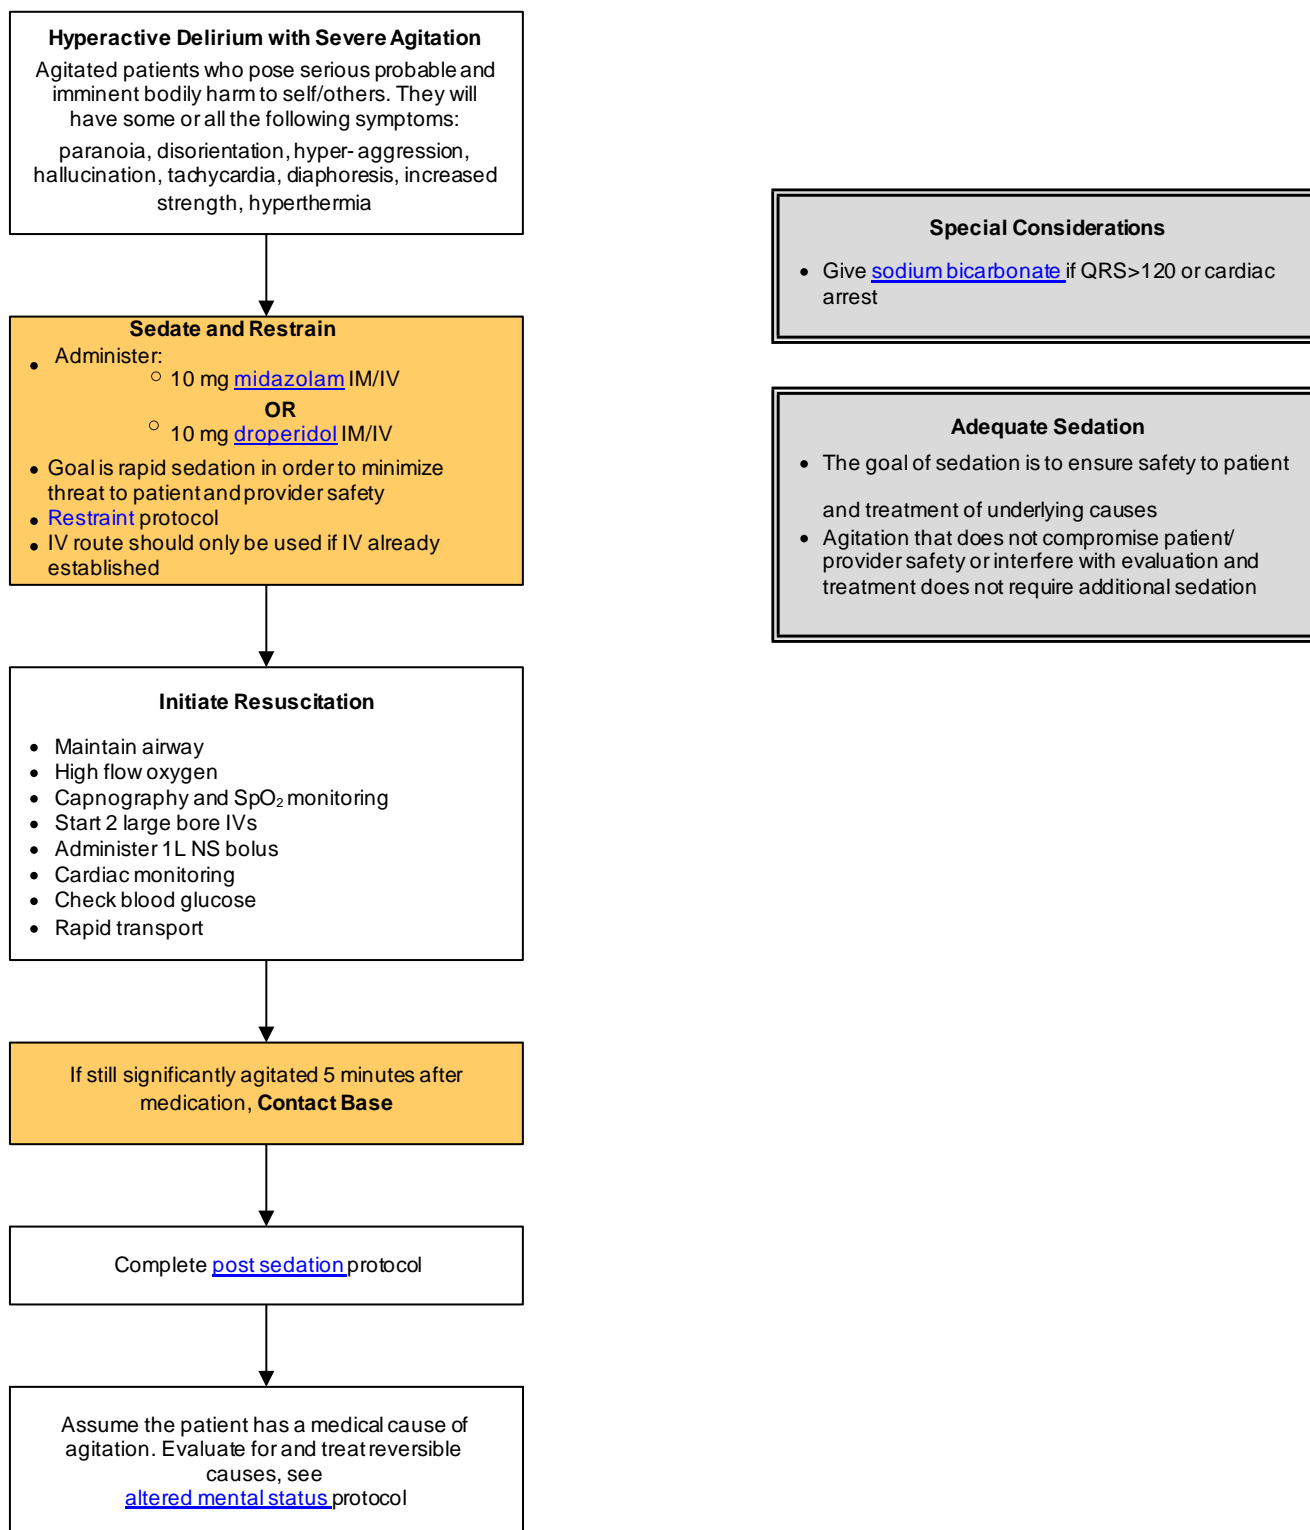 Hyperactive Delirium with Severe Agitation
Agitated patients who pose serious probable and
imminent bodily harm to self/others. They will
have some or all the following symptoms:
paranoia, disorientation, hyper- aggression,
hallucination, tachycardia, diaphoresis, increased
strength, hyperthermia
Sedate and Restrain
• Administer:
○ 10 mg midazolam IM/IV
OR
○ 10 mg droperidol IM/IV
• Goal is rapid sedation in order to minimize
threat to patient and provider safety
• Restraint protocol
• IV route should only be used if IV already
established
Initiate Resuscitation
• Maintain airway
• High flow oxygen
• Capnography and SpO₂ monitoring
• Start 2 large bore IVs
• Administer 1L NS bolus
• Cardiac monitoring
• Check blood glucose
• Rapid transport
If still significantly agitated 5 minutes after
medication, Contact Base
Complete post sedation protocol
Assume the patient has a medical cause of
agitation. Evaluate for and treat reversible
causes, see
altered mental status protocol
Special Considerations
• Give sodium bicarbonate if QRS>120 or cardiac
arrest
Adequate Sedation
• The goal of sedation is to ensure safety to patient
and treatment of underlying causes
• Agitation that does not compromise patient/
provider safety or interfere with evaluation and
treatment does not require additional sedation